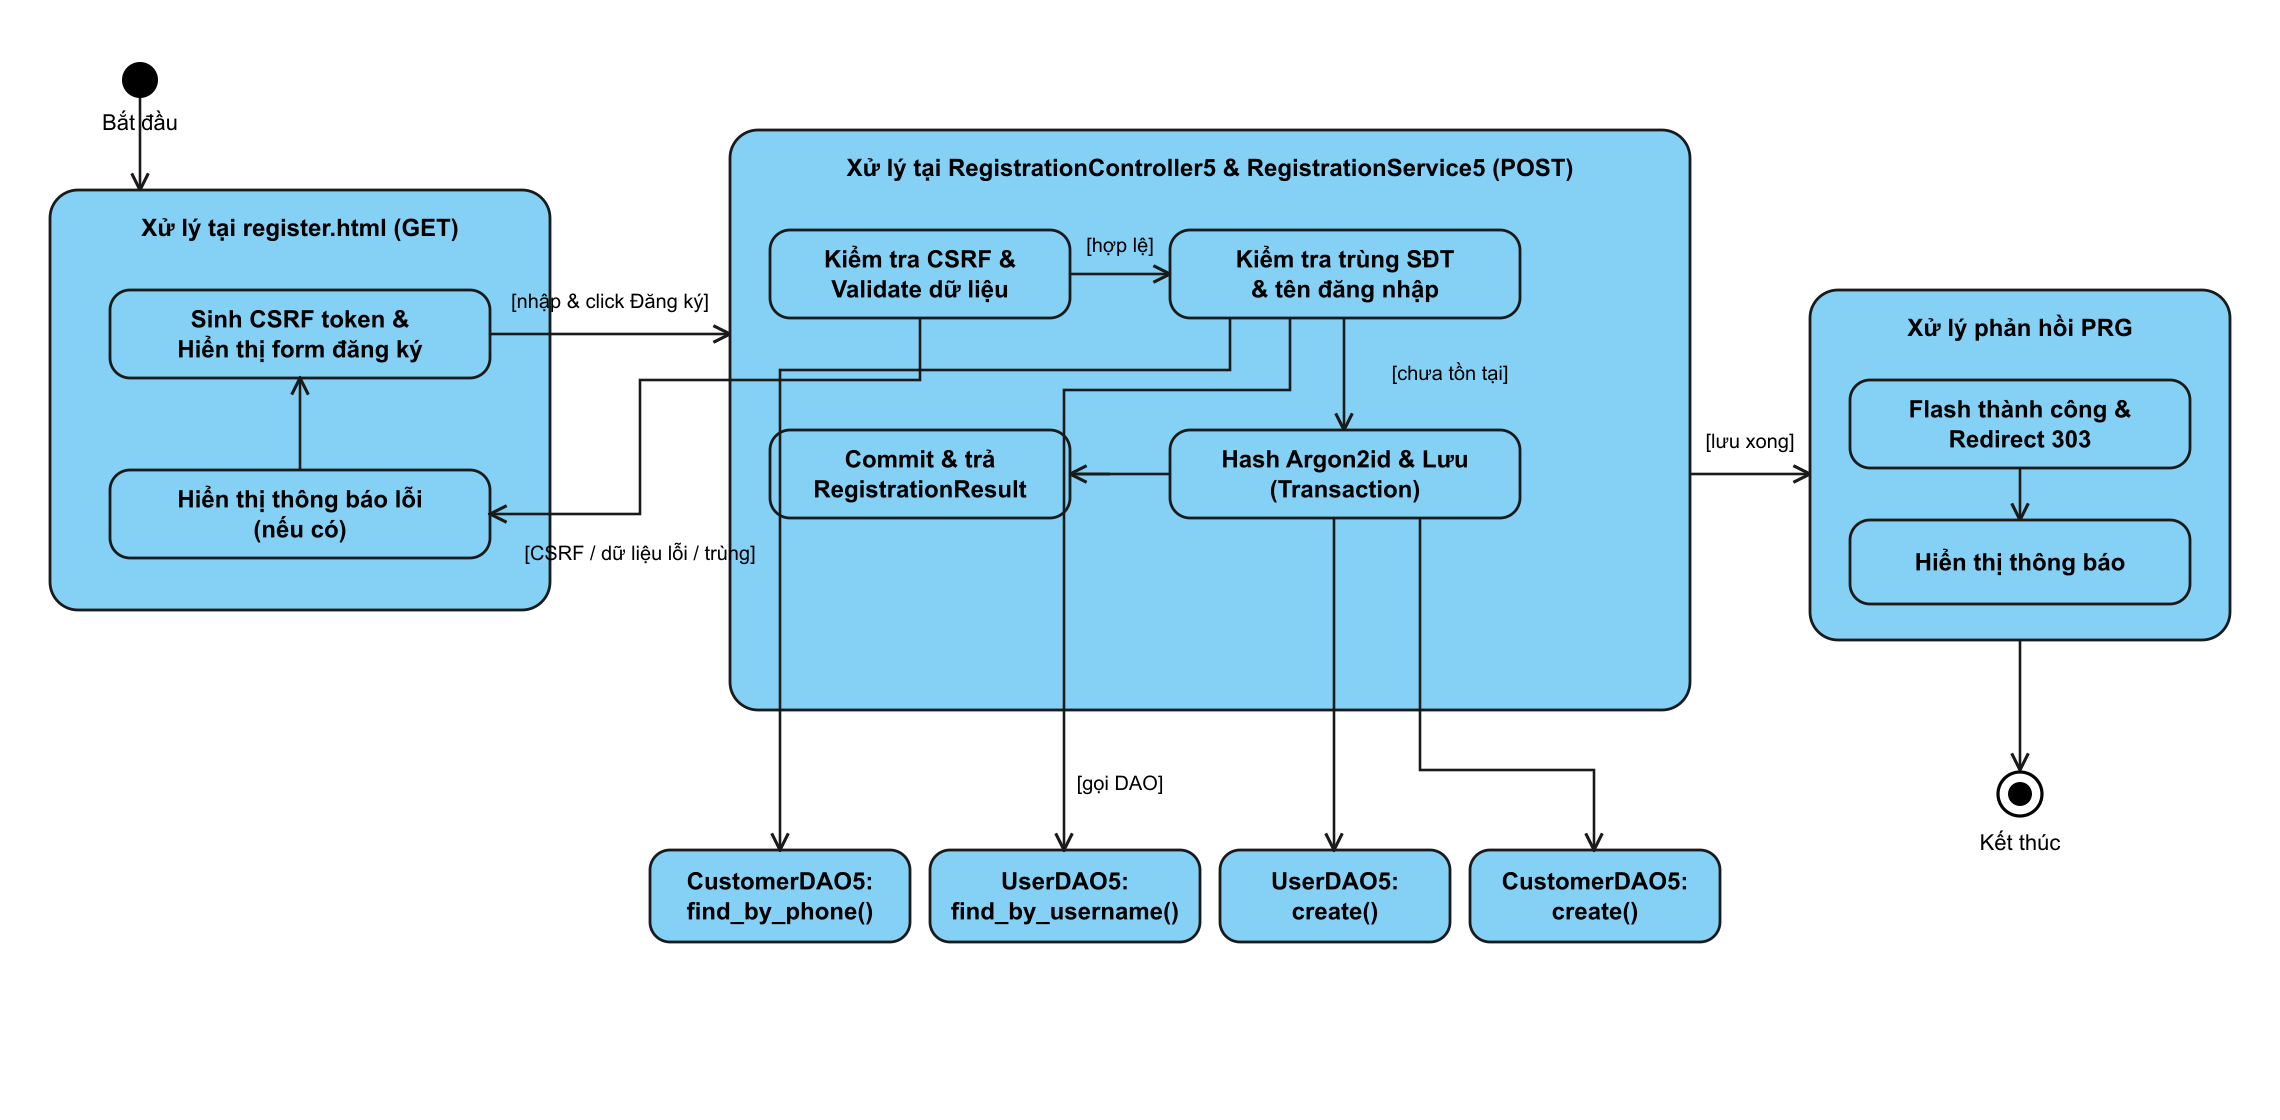 Bắt đầu
Xử lý tại register.html (GET)
Sinh CSRF token &
Hiển thị form đăng ký
Hiển thị thông báo lỗi
(nếu có)
[nhập & click Đăng ký]
[CSRF / dữ liệu lỗi / trùng]
Xử lý tại RegistrationController5 & RegistrationService5 (POST)
Kiểm tra CSRF &
Validate dữ liệu
[hợp lệ]
Kiểm tra trùng SĐT
& tên đăng nhập
[chưa tồn tại]
Commit & trả
RegistrationResult
Hash Argon2id & Lưu
(Transaction)
[lưu xong]
Xử lý phản hồi PRG
Flash thành công &
Redirect 303
Hiển thị thông báo
[gọi DAO]
Kết thúc
CustomerDAO5:
find_by_phone()
UserDAO5:
find_by_username()
UserDAO5:
create()
CustomerDAO5:
create()